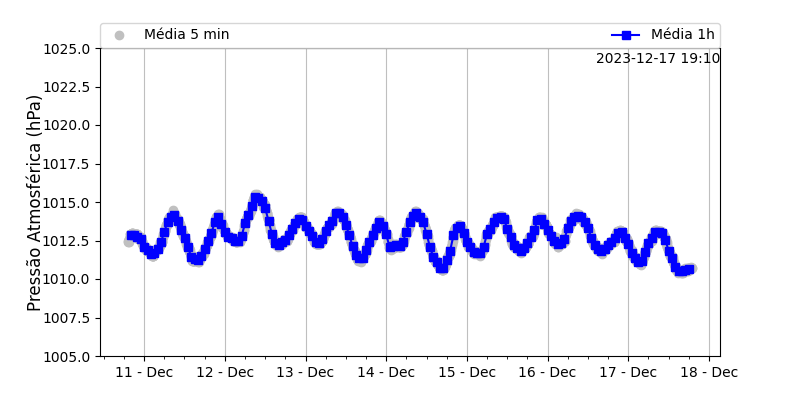 Média 5 min
Média 1h
2023-12-17 19:10
Pressão Atmosférica (hPa)
1025.0
1022.5
1020.0
1017.5
1015.0
1012.5
1010.0
1007.5
1005.0
11 - Dec
12 - Dec
13 - Dec
14 - Dec
15 - Dec
16 - Dec
17 - Dec
18 - Dec